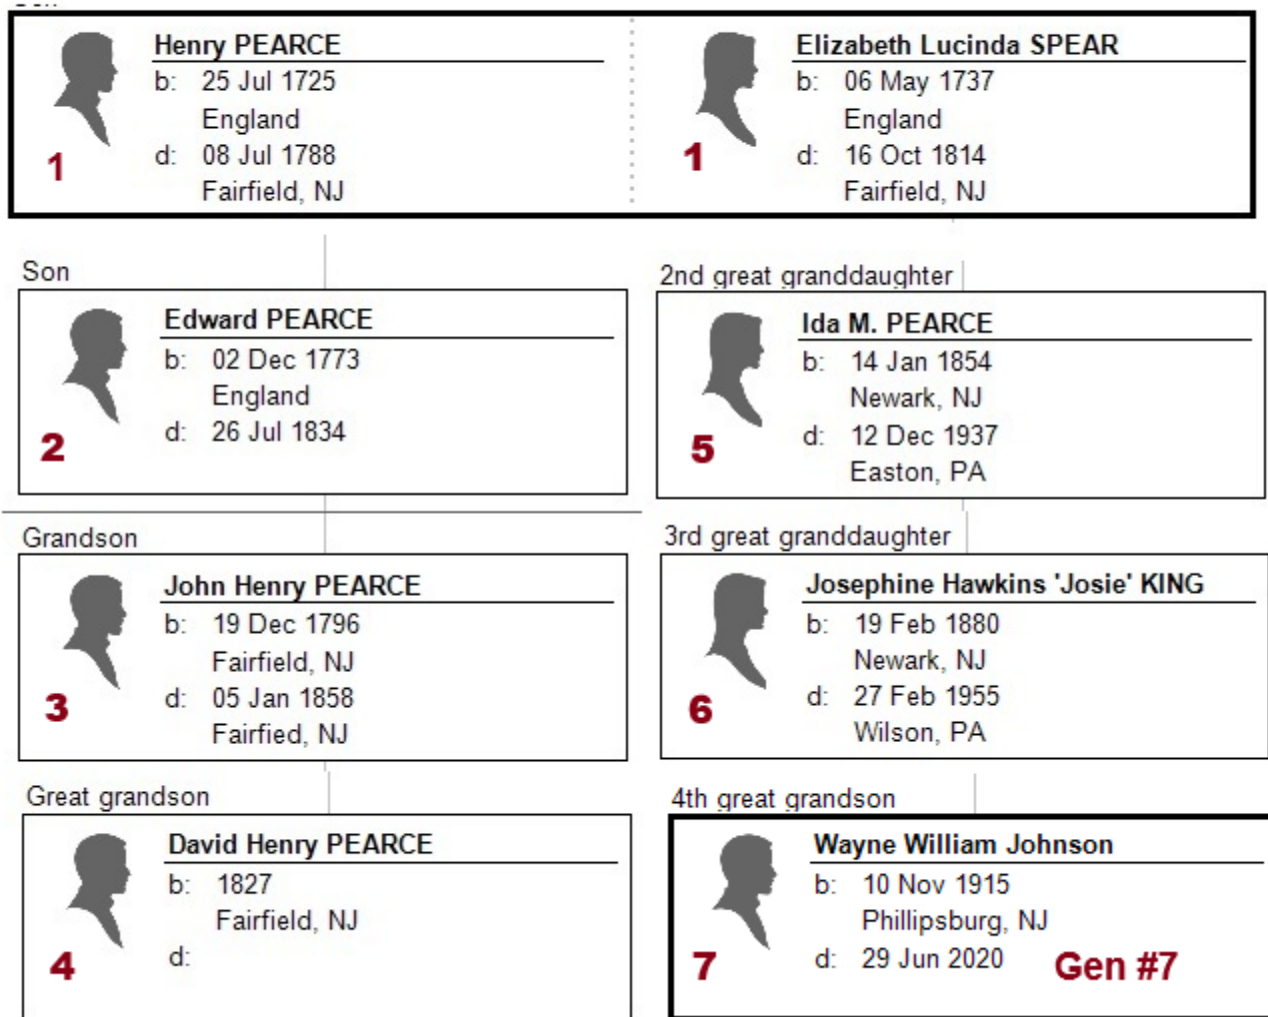 Henry PEARCE
b: 25 Jul 1725
England
d: 08 Jul 1788
Fairfield, NJ
1
Elizabeth Lucinda SPEAR
b: 06 May 1737
England
d: 16 Oct 1814
Fairfield, NJ
1
Son
Edward PEARCE
b: 02 Dec 1773
England
d: 26 Jul 1834
2
Grandson
John Henry PEARCE
b: 19 Dec 1796
Fairfield, NJ
d: 05 Jan 1858
Fairfied, NJ
3
Great grandson
David Henry PEARCE
b: 1827
Fairfield, NJ
d:
4
2nd great granddaughter
Ida M. PEARCE
b: 14 Jan 1854
Newark, NJ
d: 12 Dec 1937
Easton, PA
5
3rd great granddaughter
Josephine Hawkins 'Josie' KING
b: 19 Feb 1880
Newark, NJ
d: 27 Feb 1955
Wilson, PA
6
4th great grandson
Wayne William Johnson
b: 10 Nov 1915
Phillipsburg, NJ
d: 29 Jun 2020
7
Gen #7